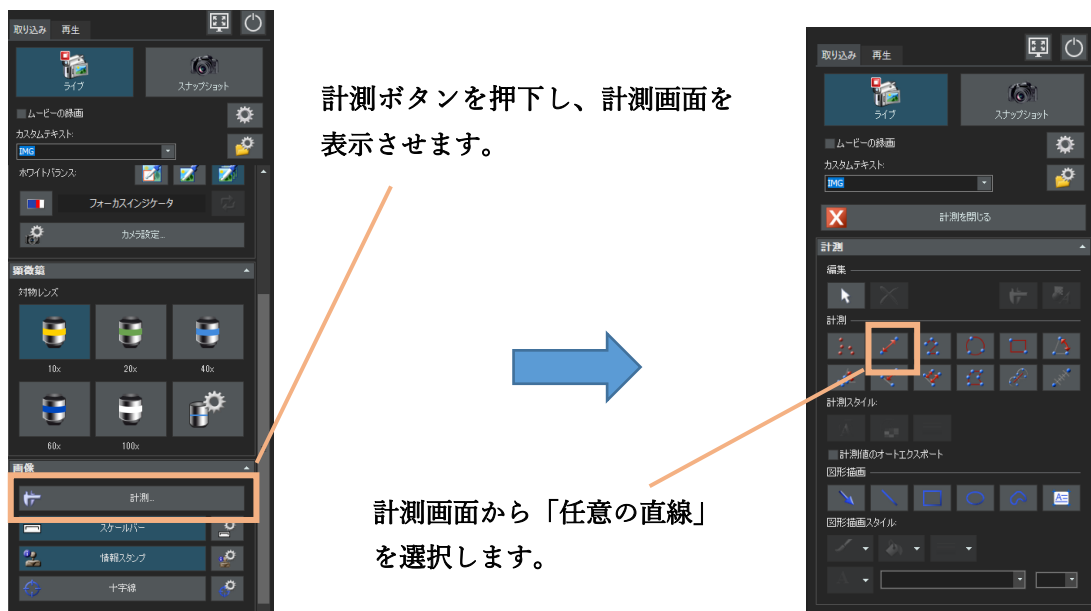 取り込み 再生
ライブ スナップショット
ムービーの録画
カスタムテキスト:
IMG
ホワイトバランス:
フォーカスインジケータ
カメラ設定...
顕微鏡
対物レンズ
10x 20x 40x
60x 100x
画像
計測...
スケールバー
情報スタンプ
十字線
計測ボタンを押下し、計測画面を
表示させます。
計測画面から「任意の直線」
を選択します。
取り込み 再生
ライブ スナップショット
ムービーの録画
カスタムテキスト:
IMG
計測を閉じる
計測
編集
計測
計測スタイル:
計測値のオートエクスポート
図形描画
図形描画スタイル: